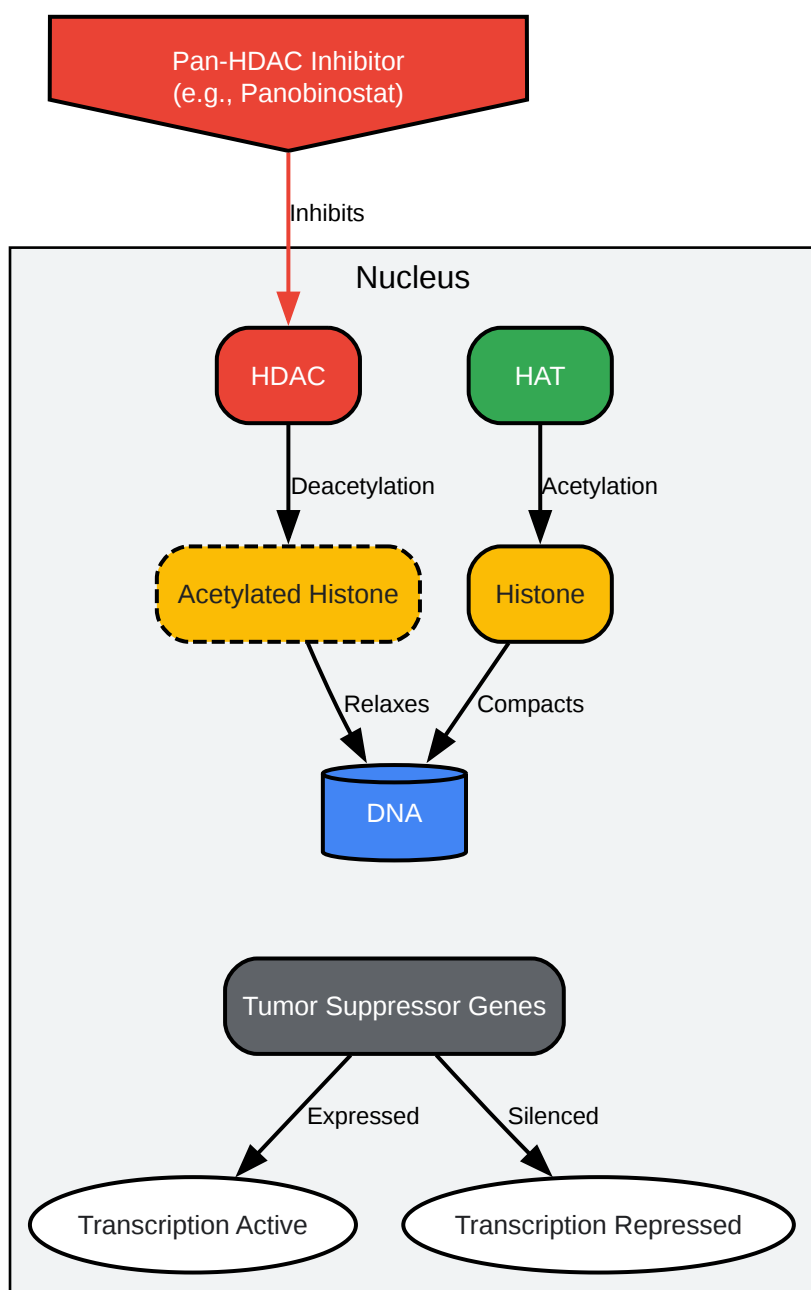 Pan-HDAC Inhibitor
(e.g., Panobinostat)
Inhibits
Nucleus
HDAC
HAT
Deacetylation
Acetylation
Acetylated Histone
Histone
Relaxes
Compacts
DNA
Tumor Suppressor Genes
Expressed
Silenced
Transcription Active
Transcription Repressed